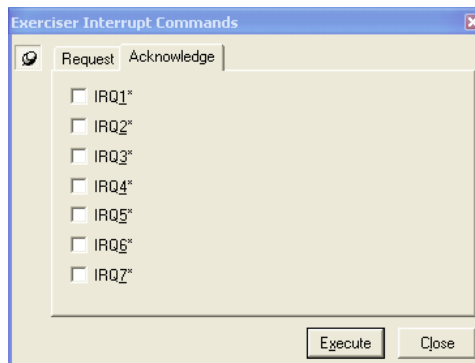 Exerciser Interrupt Commands
Request Acknowledge
IRQ1*
IRQ2*
IRQ3*
IRQ4*
IRQ5*
IRQ6*
IRQ7*
Execute Close